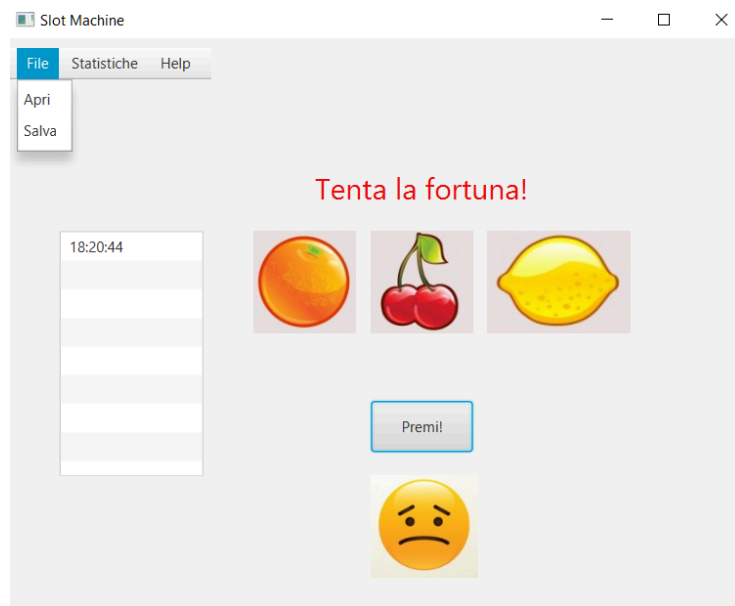 Slot Machine
File Statistiche Help
Apri
Salva
Tenta la fortuna!
18:20:44
Premi!